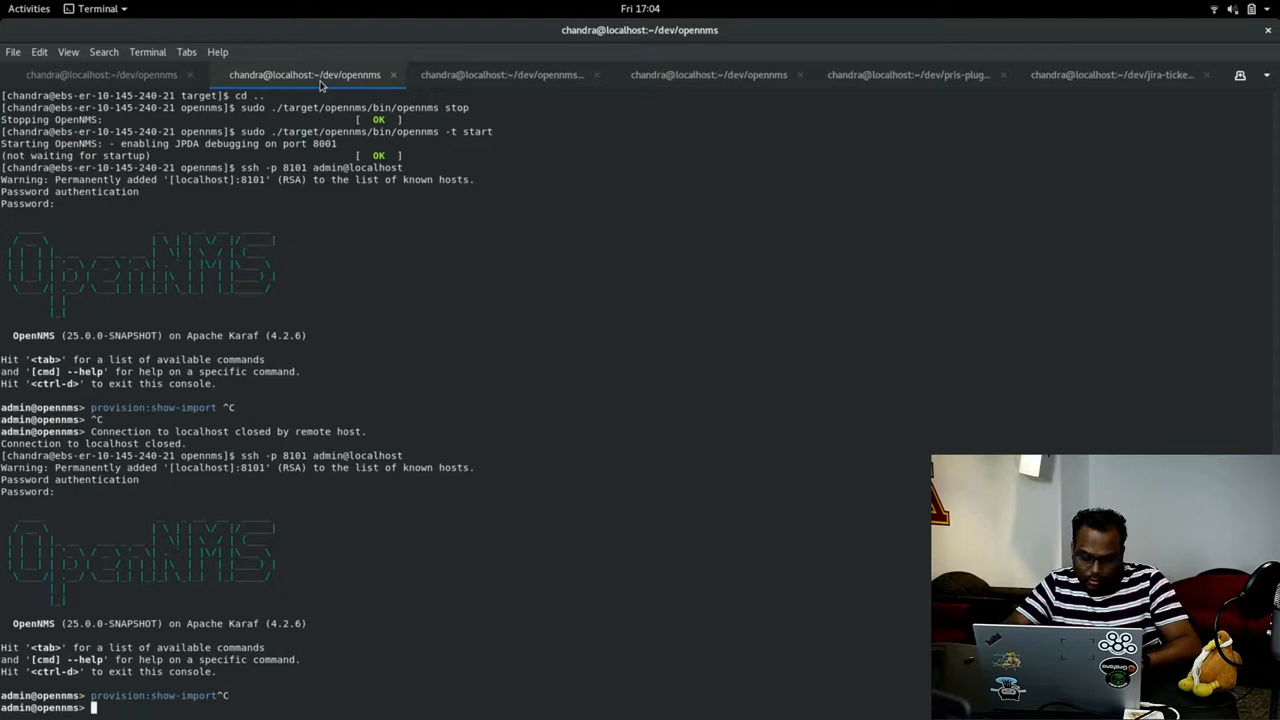 Activities Terminal Fri 17:04
chandra@localhost:~/dev/opennms
File Edit View Search Terminal Tabs Help
chandra@localhost:~/dev/opennms chandra@localhost:~/dev/opennms chandra@localhost:~/dev/opennms... chandra@localhost:~/dev/opennms chandra@localhost:~/dev/pris-plug... chandra@localhost:~/dev/jira-ticke...
[chandra@ebs-er-10-145-240-21 target]$ cd ..
[chandra@ebs-er-10-145-240-21 opennms]$ sudo ./target/opennms/bin/opennms stop
Stopping OpenNMS: [ OK ]
[chandra@ebs-er-10-145-240-21 opennms]$ sudo ./target/opennms/bin/opennms -t start
Starting OpenNMS: - enabling JPDA debugging on port 8001
(not waiting for startup) [ OK ]
[chandra@ebs-er-10-145-240-21 opennms]$ ssh -p 8101 admin@localhost
Warning: Permanently added '[localhost]:8101' (RSA) to the list of known hosts.
Password authentication
Password:
OpenNMS
OpenNMS (25.0.0-SNAPSHOT) on Apache Karaf (4.2.6)
Hit '<tab>' for a list of available commands
and '[cmd] --help' for help on a specific command.
Hit '<ctrl-d>' to exit this console.
admin@opennms> provision:show-import ^C
admin@opennms> ^C
admin@opennms> Connection to localhost closed by remote host.
Connection to localhost closed.
[chandra@ebs-er-10-145-240-21 opennms]$ ssh -p 8101 admin@localhost
Warning: Permanently added '[localhost]:8101' (RSA) to the list of known hosts.
Password authentication
Password:
OpenNMS
OpenNMS (25.0.0-SNAPSHOT) on Apache Karaf (4.2.6)
Hit '<tab>' for a list of available commands
and '[cmd] --help' for help on a specific command.
Hit '<ctrl-d>' to exit this console.
admin@opennms> provision:show-import^C
admin@opennms>